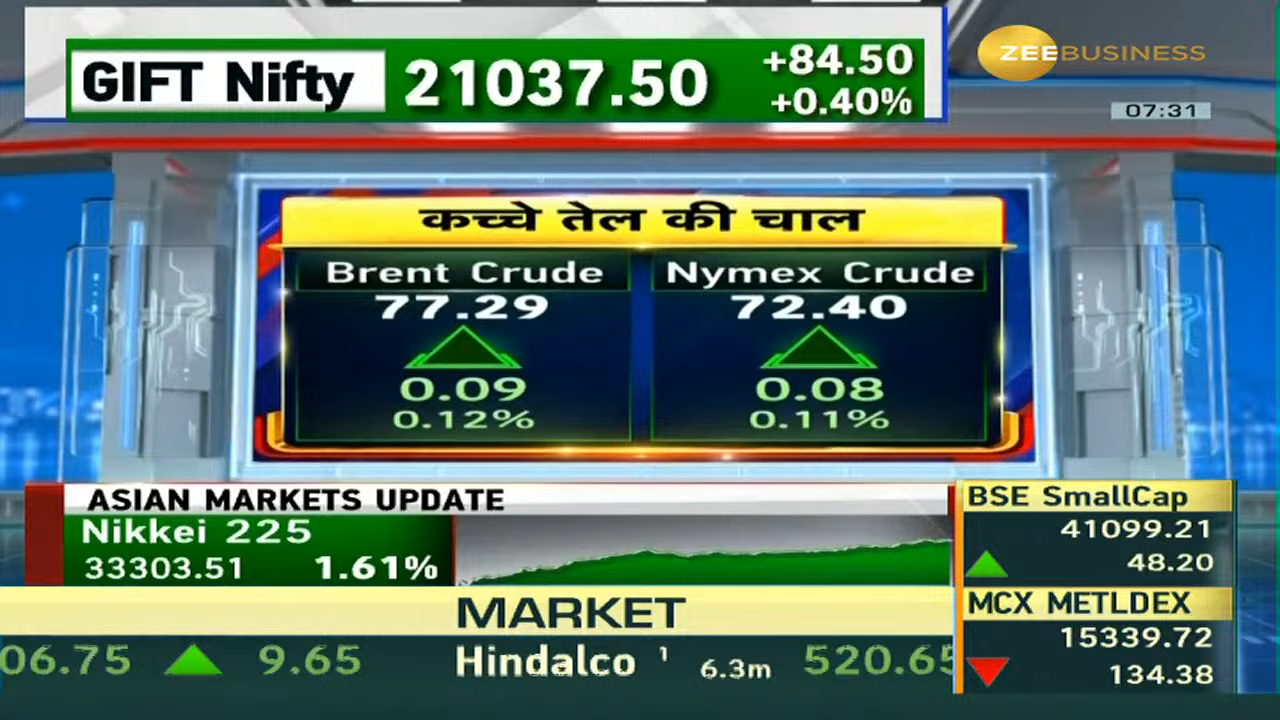 GIFT Nifty 21037.50 +84.50
+0.40%
ZEEBUSINESS
07:31
कच्चे तेल की चाल
Brent Crude
77.29
0.09
0.12%
Nymex Crude
72.40
0.08
0.11%
ASIAN MARKETS UPDATE
Nikkei 225
33303.51 1.61%
BSE SmallCap
41099.21
48.20
MCX METLDEX
15339.72
134.38
MARKET
06.75 9.65 Hindalco 1 6.3m 520.65